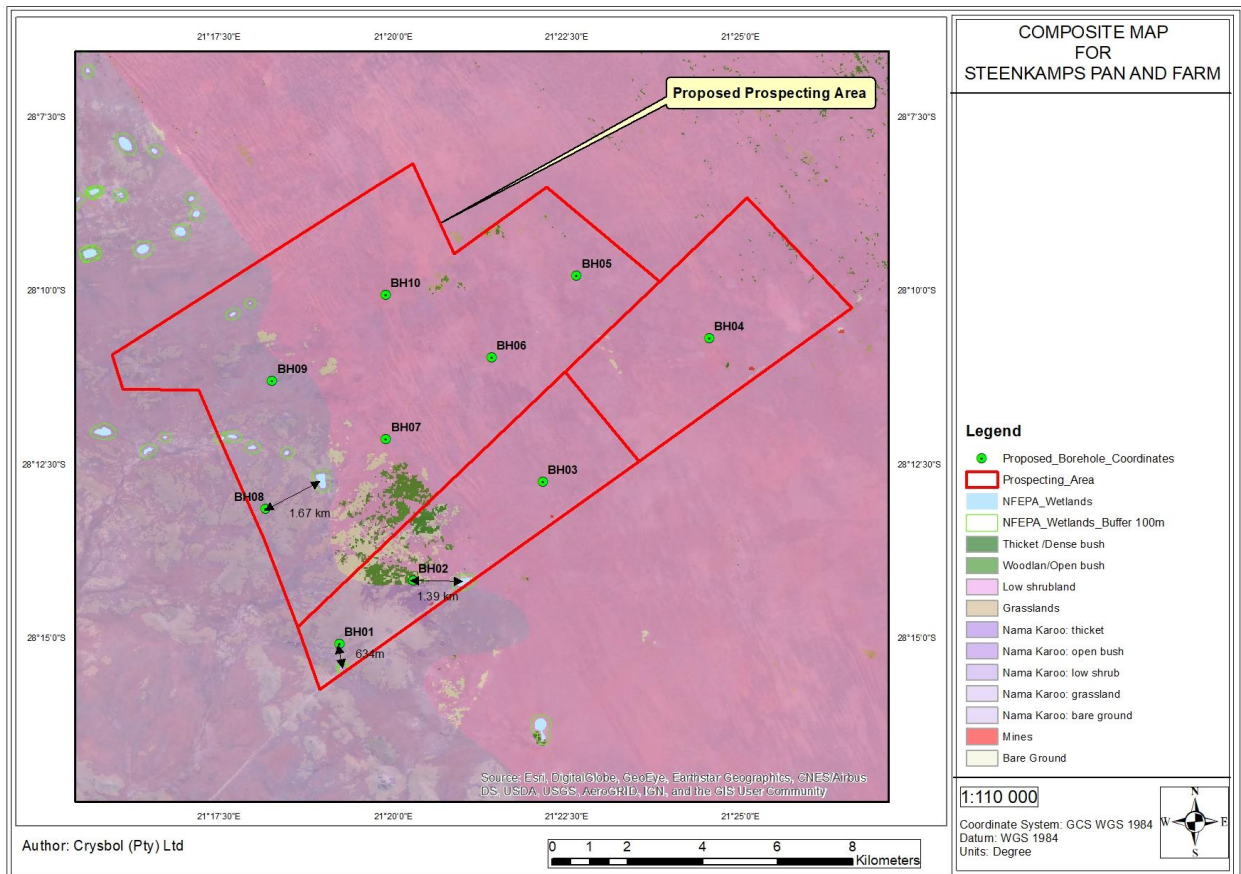 COMPOSITE MAP
FOR
STEENKAMPS PAN AND FARM
21°17'30"E
21°20'0"E
21°22'30"E
21°25'0"E
Proposed Prospecting Area
28°7'30"S
28°7'30"S
28°10'0"S
28°10'0"S
28°12'30"S
28°12'30"S
28°15'0"S
28°15'0"S
BH05
BH10
BH04
BH06
BH09
BH07
BH03
BH08
1.67 km
BH02
1.39 km
BH01
634m
Source: Esri, DigitalGlobe, GeoEye, Earthstar Geographics, CNES/Airbus
DS, USDA, USGS, AeroGRID, IGN, and the GIS User Community
21°17'30"E
21°20'0"E
21°22'30"E
21°25'0"E
Legend
Proposed_Borehole_Coordinates
Prospecting_Area
NFEPA_Wetlands
NFEPA_Wetlands_Buffer 100m
Thicket /Dense bush
Woodlan/Open bush
Low shrubland
Grasslands
Nama Karoo: thicket
Nama Karoo: open bush
Nama Karoo: low shrub
Nama Karoo: grassland
Nama Karoo: bare ground
Mines
Bare Ground
1:110 000
Coordinate System: GCS WGS 1984
Datum: WGS 1984
Units: Degree
N
W
E
S
Author: Crysbol (Pty) Ltd
0 1 2 4 6 8
Kilometers